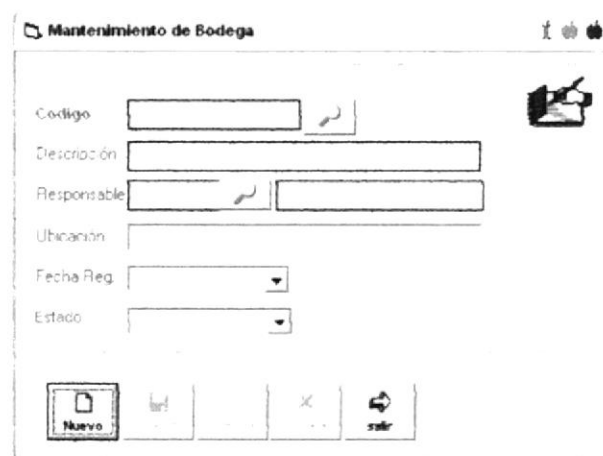 Mantenimiento de Bodega
Codigo
Descripción
Responsable
Ubicación
Fecha Reg.
Estado
Nuevo
salir